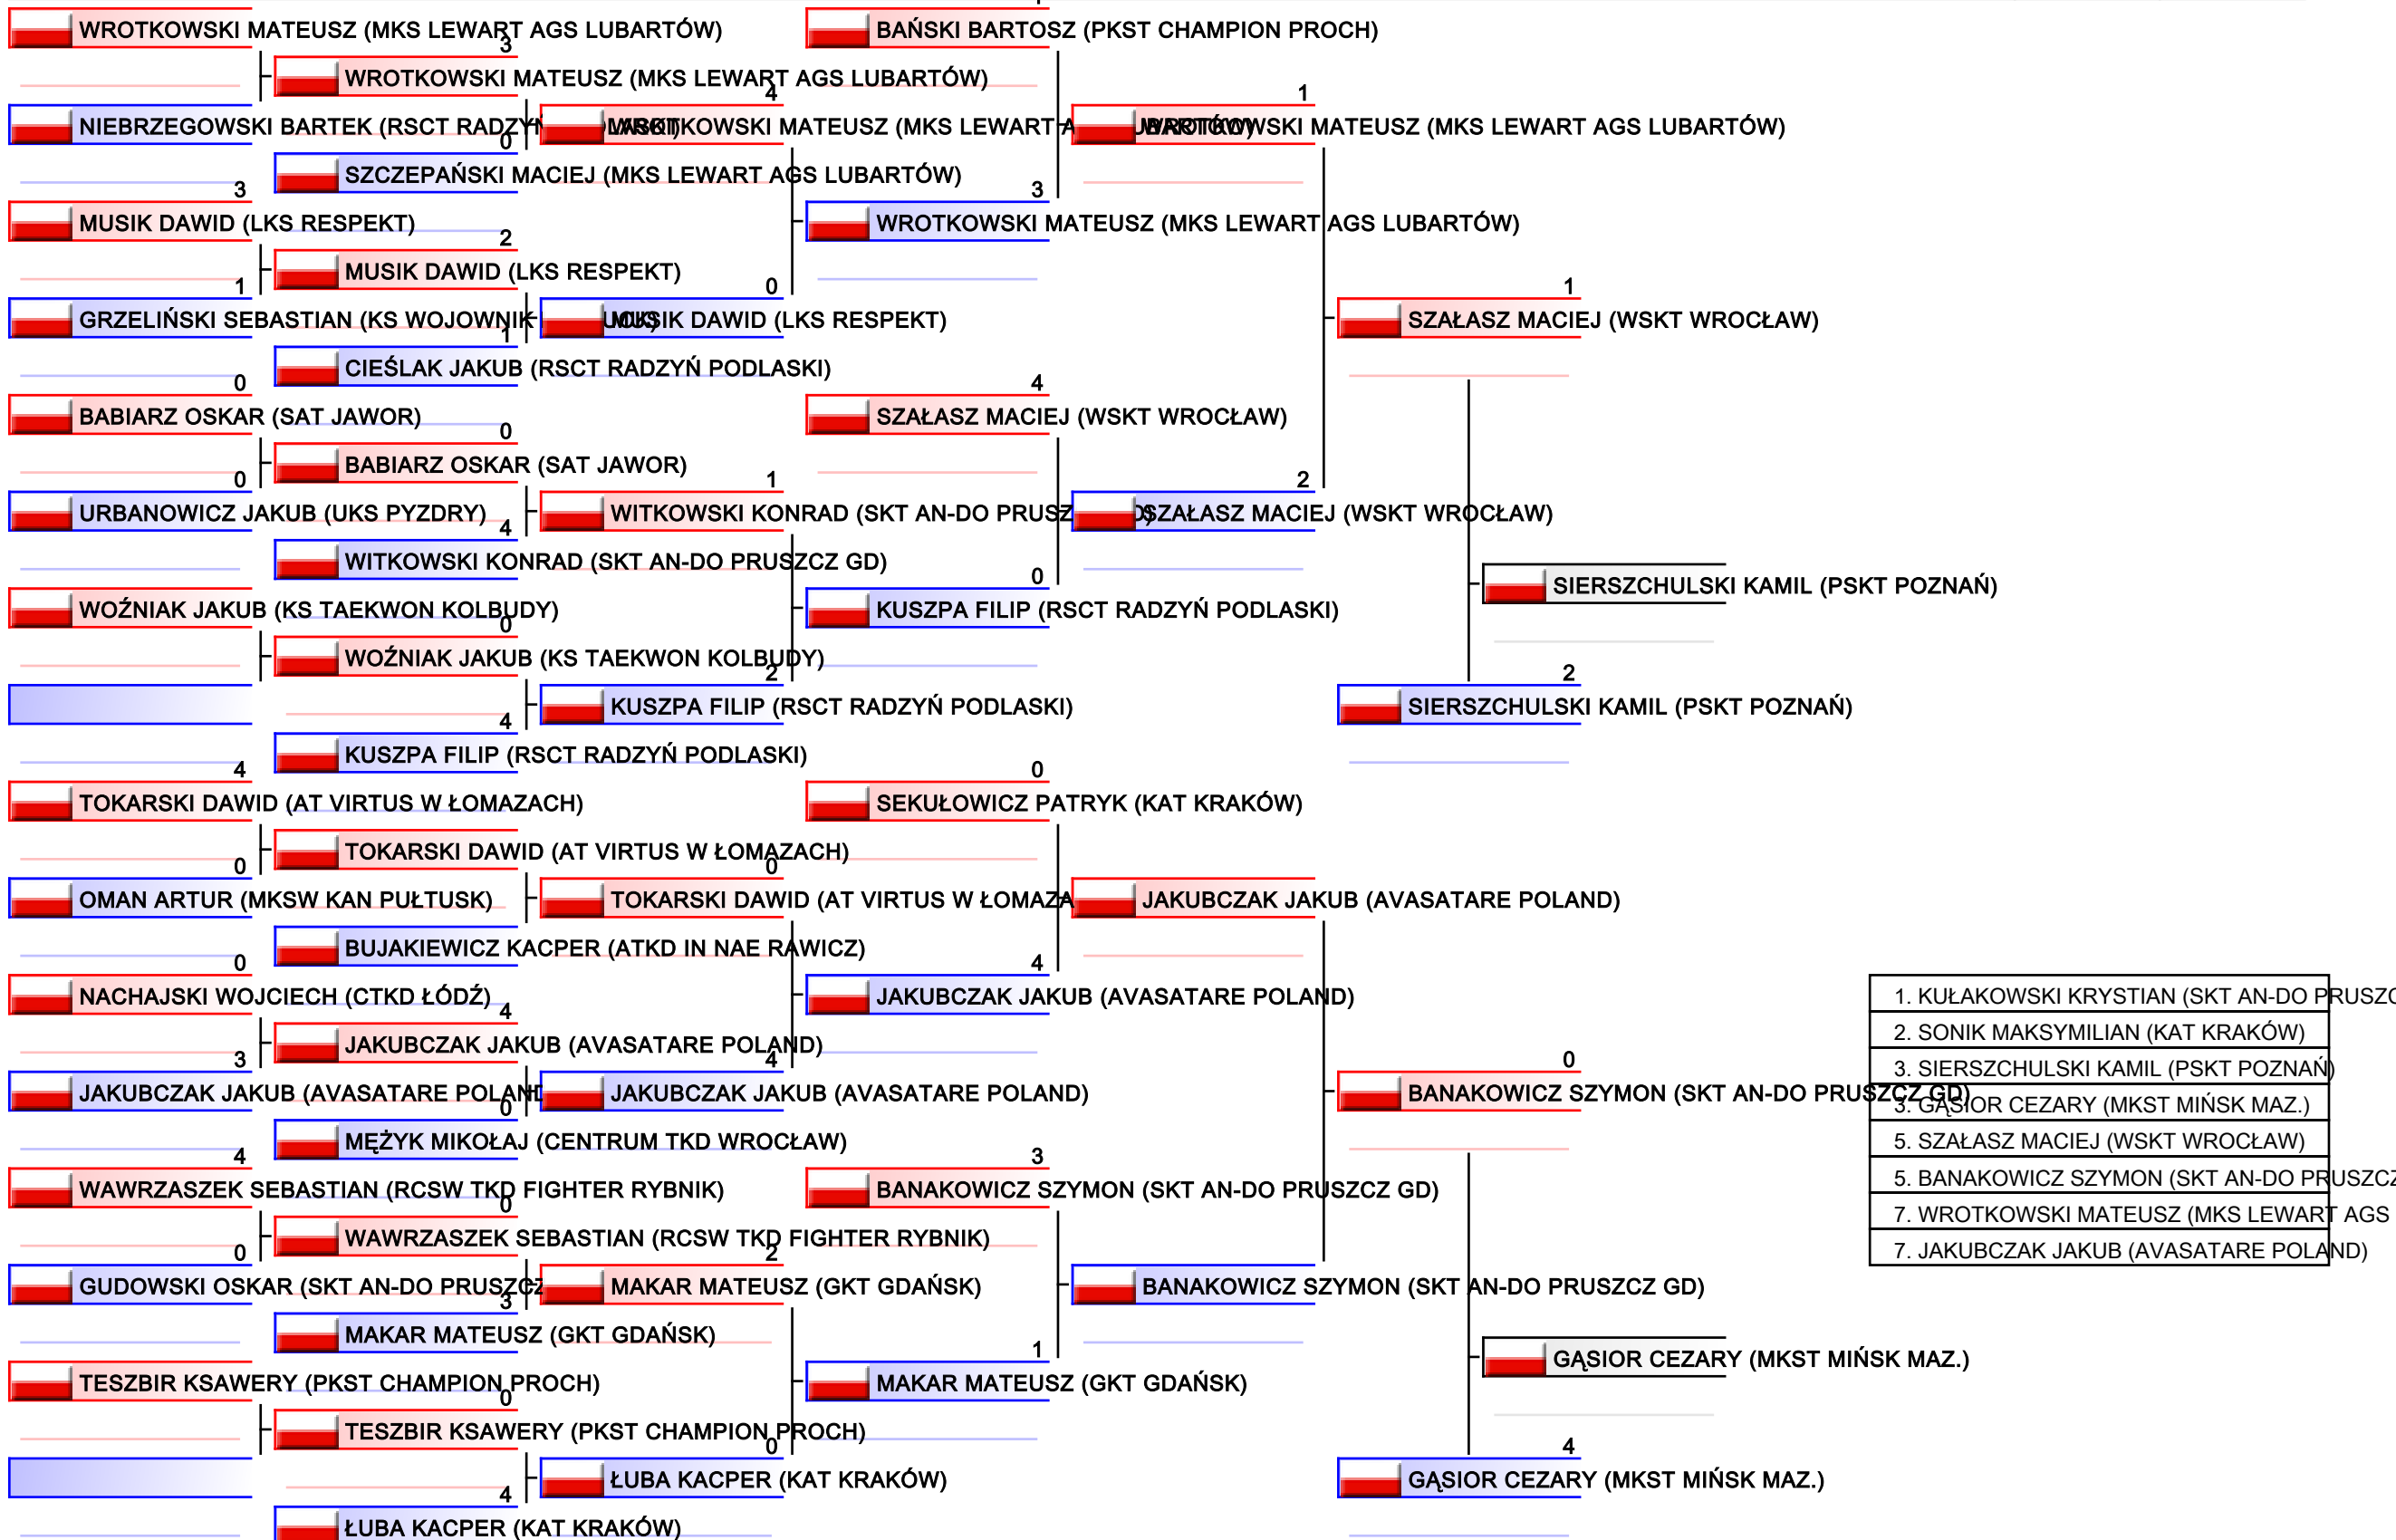 WROTKOWSKI MATEUSZ (MKS LEWART AGS LUBARTÓW)
3
WROTKOWSKI MATEUSZ (MKS LEWART AGS LUBARTÓW)
NIEBRZEGOWSKI BARTEK (RSCT RADZYŃ
0
SZCZEPAŃSKI MACIEJ (MKS LEWART AGS LUBARTÓW)
3
MUSIK DAWID (LKS RESPEKT)
2
MUSIK DAWID (LKS RESPEKT)
1
GRZELIŃSKI SEBASTIAN (KS WOJOWNIK
1
CIEŚLAK JAKUB (RSCT RADZYŃ PODLASKI)
0
BABIARZ OSKAR (SAT JAWOR)
0
BABIARZ OSKAR (SAT JAWOR)
0
URBANOWICZ JAKUB (UKS PYZDRY)
4
WITKOWSKI KONRAD (SKT AN-DO PRUSZCZ GD)
WOŹNIAK JAKUB (KS TAEKWON KOLBUDY)
0
WOŹNIAK JAKUB (KS TAEKWON KOLBUDY)
4
KUSZPA FILIP (RSCT RADZYŃ PODLASKI)
4
TOKARSKI DAWID (AT VIRTUS W ŁOMAZACH)
TOKARSKI DAWID (AT VIRTUS W ŁOMAZACH)
0
OMAN ARTUR (MKSW KAN PUŁTUSK)
BUJAKIEWICZ KACPER (ATKD IN NAE RAWICZ)
0
NACHAJSKI WOJCIECH (CTKD ŁÓDŹ)
4
JAKUBCZAK JAKUB (AVASATARE POLAND)
3
JAKUBCZAK JAKUB (AVASATARE POLAND
0
MĘŻYK MIKOŁAJ (CENTRUM TKD WROCŁAW)
4
WAWRZASZEK SEBASTIAN (RCSW TKD FIGHTER RYBNIK)
0
WAWRZASZEK SEBASTIAN (RCSW TKD FIGHTER RYBNIK)
0
GUDOWSKI OSKAR (SKT AN-DO PRUSZCZ
3
MAKAR MATEUSZ (GKT GDAŃSK)
TESZBIR KSAWERY (PKST CHAMPION PROCH)
0
TESZBIR KSAWERY (PKST CHAMPION PROCH)
4
ŁUBA KACPER (KAT KRAKÓW)
4
WROTKOWSKI MATEUSZ (MKS LEWART
0
MUSIK DAWID (LKS RESPEKT)
1
WITKOWSKI KONRAD (SKT AN-DO PRUSZ
2
KUSZPA FILIP (RSCT RADZYŃ PODLASKI)
0
TOKARSKI DAWID (AT VIRTUS W ŁOMAZA
4
JAKUBCZAK JAKUB (AVASATARE POLAND)
2
MAKAR MATEUSZ (GKT GDAŃSK)
0
ŁUBA KACPER (KAT KRAKÓW)
BAŃSKI BARTOSZ (PKST CHAMPION PROCH)
3
WROTKOWSKI MATEUSZ (MKS LEWART AGS LUBARTÓW)
4
SZAŁASZ MACIEJ (WSKT WROCŁAW)
0
KUSZPA FILIP (RSCT RADZYŃ PODLASKI)
0
SEKUŁOWICZ PATRYK (KAT KRAKÓW)
4
JAKUBCZAK JAKUB (AVASATARE POLAND)
3
BANAKOWICZ SZYMON (SKT AN-DO PRUSZCZ GD)
1
MAKAR MATEUSZ (GKT GDAŃSK)
1
WROTKOWSKI MATEUSZ (MKS LEWART AGS LUBARTÓW)
2
SZAŁASZ MACIEJ (WSKT WROCŁAW)
JAKUBCZAK JAKUB (AVASATARE POLAND)
BANAKOWICZ SZYMON (SKT AN-DO PRUSZCZ GD)
1
SZAŁASZ MACIEJ (WSKT WROCŁAW)
2
SIERSZCHULSKI KAMIL (PSKT POZNAŃ)
0
BANAKOWICZ SZYMON (SKT AN-DO PRUSZCZ GD)
4
GĄSIOR CEZARY (MKST MIŃSK MAZ.)
SIERSZCHULSKI KAMIL (PSKT POZNAŃ)
GĄSIOR CEZARY (MKST MIŃSK MAZ.)
1. KUŁAKOWSKI KRYSTIAN (SKT AN-DO PRUSZC
2. SONIK MAKSYMILIAN (KAT KRAKÓW)
3. SIERSZCHULSKI KAMIL (PSKT POZNAŃ)
3. GĄSIOR CEZARY (MKST MIŃSK MAZ.)
5. SZAŁASZ MACIEJ (WSKT WROCŁAW)
5. BANAKOWICZ SZYMON (SKT AN-DO PRUSZCZ
7. WROTKOWSKI MATEUSZ (MKS LEWART AGS
7. JAKUBCZAK JAKUB (AVASATARE POLAND)